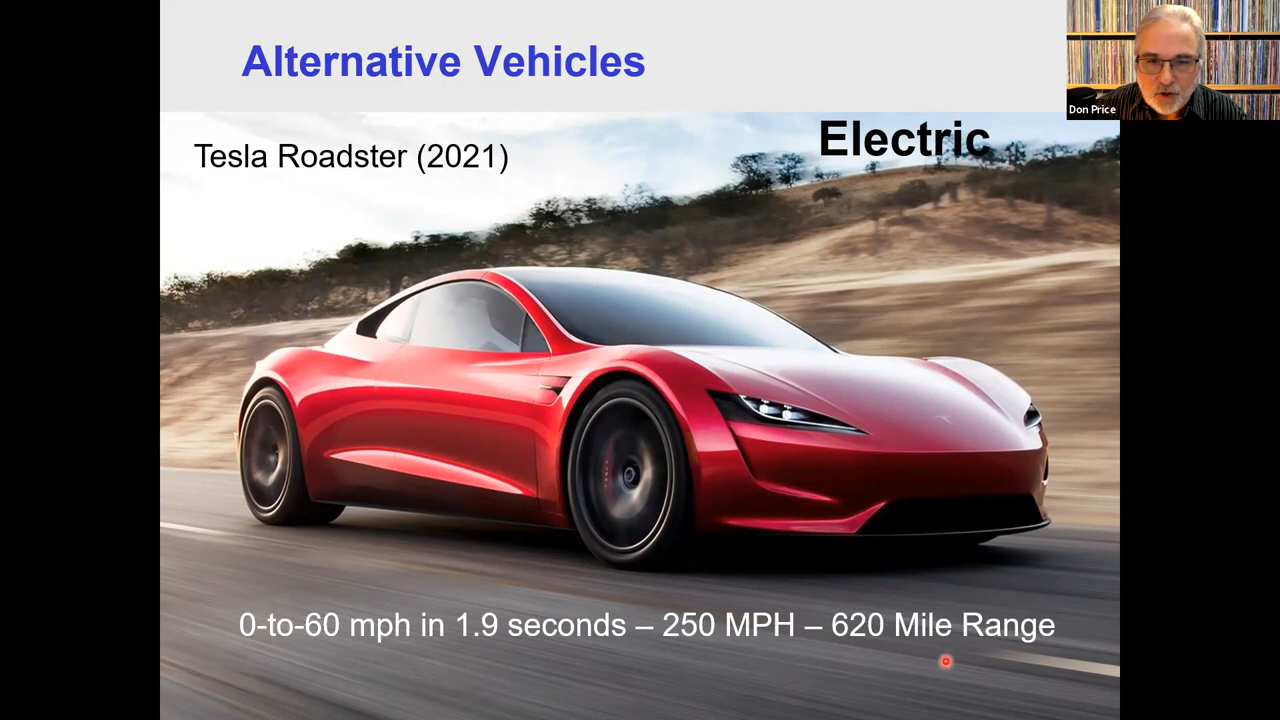 Alternative Vehicles
Don Price
Electric
Tesla Roadster (2021)
0-to-60 mph in 1.9 seconds – 250 MPH – 620 Mile Range